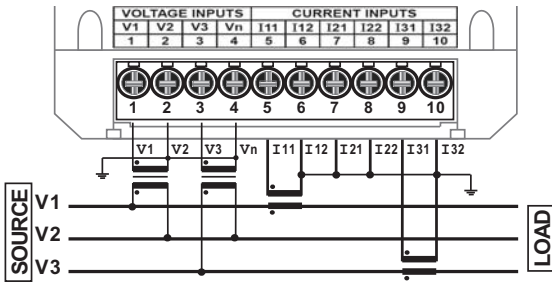 VOLTAGE INPUTS CURRENT INPUTS
V1 V2 V3 Vn I11 I12 I21 I22 I31 I32
1 2 3 4 5 6 7 8 9 10
1 2 3 4 5 6 7 8 9 10
V1 V2 V3 Vn I11 I12 I21 I22 I31 I32
SOURCE
V1
V2
V3
LOAD